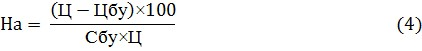 На = (Ц − Цбу)×100 / Сбу×Ц (4)